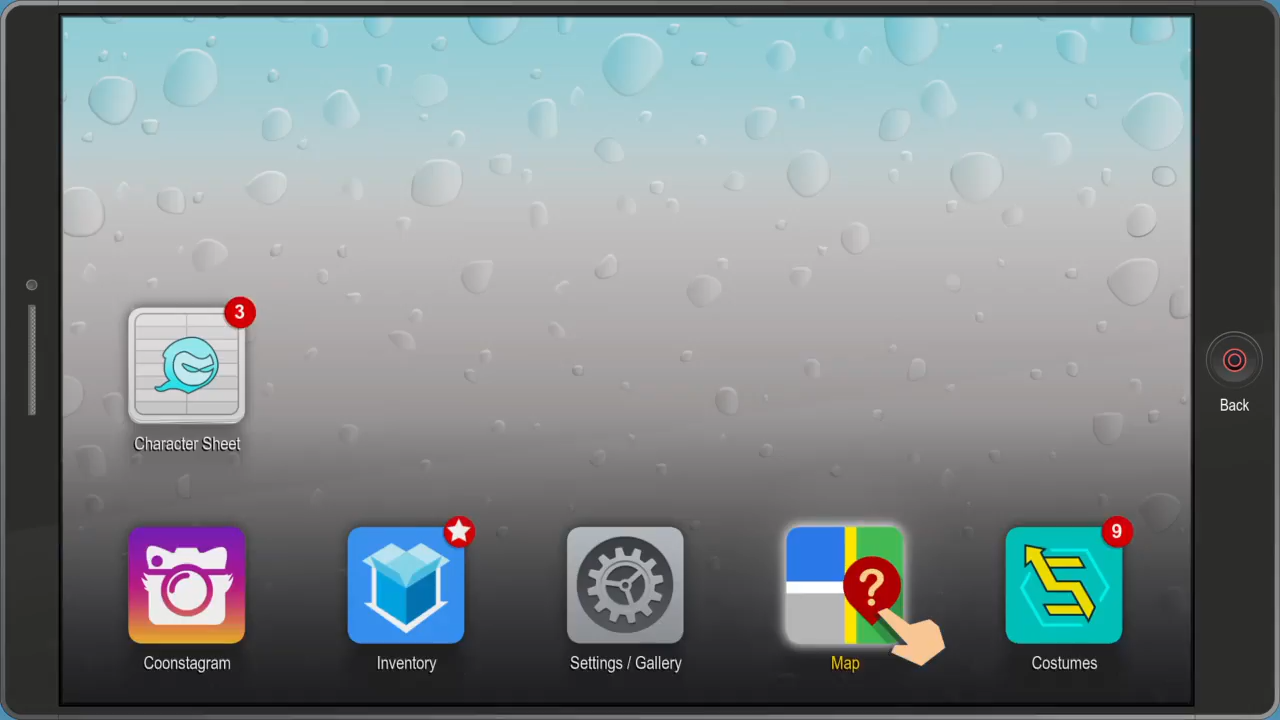 3
Character Sheet
Back
9
?
Coonstagram
Inventory
Settings / Gallery
Map
Costumes